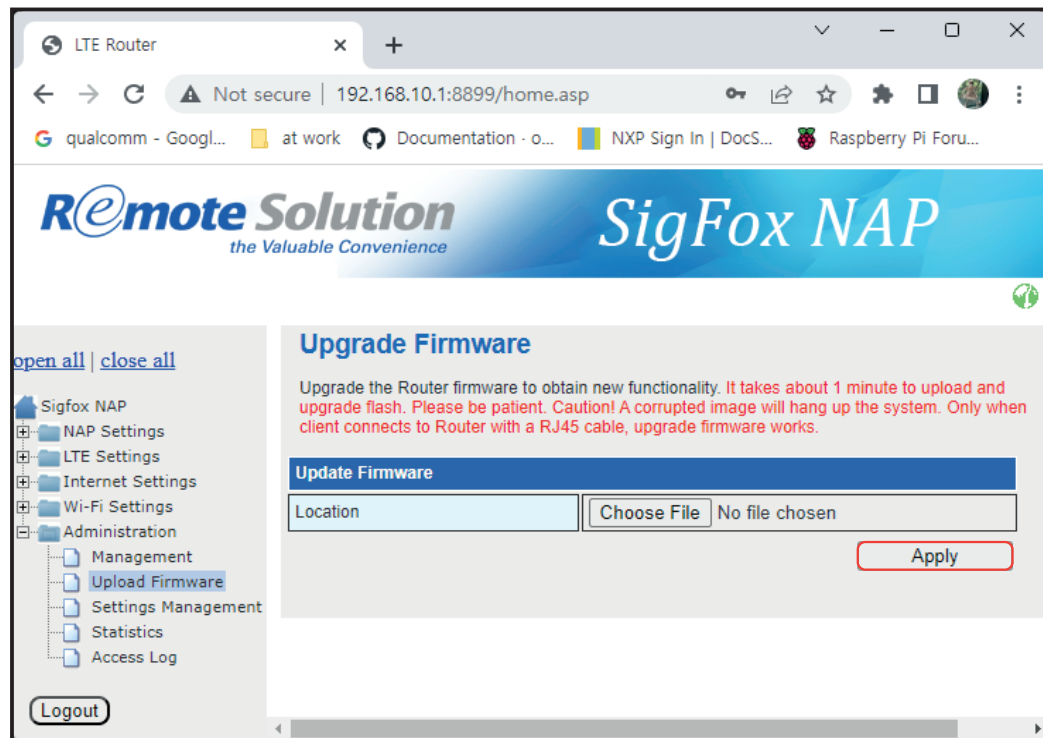 LTE Router
Not secure | 192.168.10.1:8899/home.asp
qualcomm - Googl... at work Documentation - o... NXP Sign In | DocS... Raspberry Pi Foru...
Remote Solution
the Valuable Convenience
SigFox NAP
open all | close all
Sigfox NAP
NAP Settings
LTE Settings
Internet Settings
Wi-Fi Settings
Administration
Management
Upload Firmware
Settings Management
Statistics
Access Log
Logout
Upgrade Firmware
Upgrade the Router firmware to obtain new functionality. It takes about 1 minute to upload and
upgrade flash. Please be patient. Caution! A corrupted image will hang up the system. Only when
client connects to Router with a RJ45 cable, upgrade firmware works.
Update Firmware
Location Choose File No file chosen
Apply